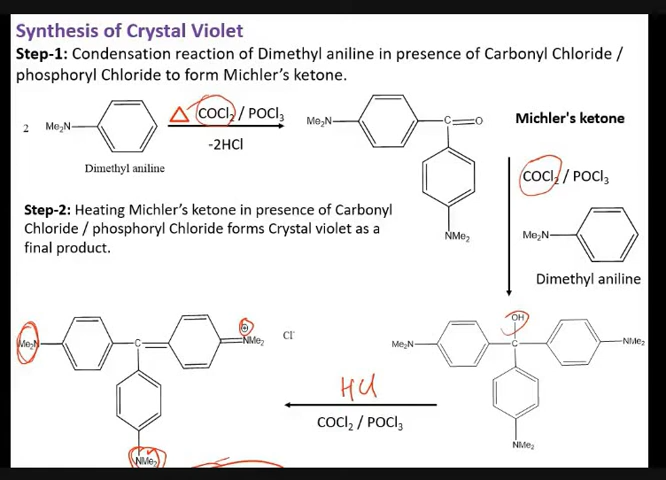 Synthesis of Crystal Violet
Step-1: Condensation reaction of Dimethyl aniline in presence of Carbonyl Chloride /
phosphoryl Chloride to form Michler's ketone.
2 Me₂N
COCl₂ / POCl₃
-2HCl
Dimethyl aniline
Me₂N
C
O
NMe₂
Michler's ketone
COCl₂ / POCl₃
Me₂N
Dimethyl aniline
Step-2: Heating Michler's ketone in presence of Carbonyl
Chloride / phosphoryl Chloride forms Crystal violet as a
final product.
Me₂N
C
⊕
NMe₂
Cl⁻
NMe₂
HCl
COCl₂ / POCl₃
OH
Me₂N
C
NMe₂
NMe₂